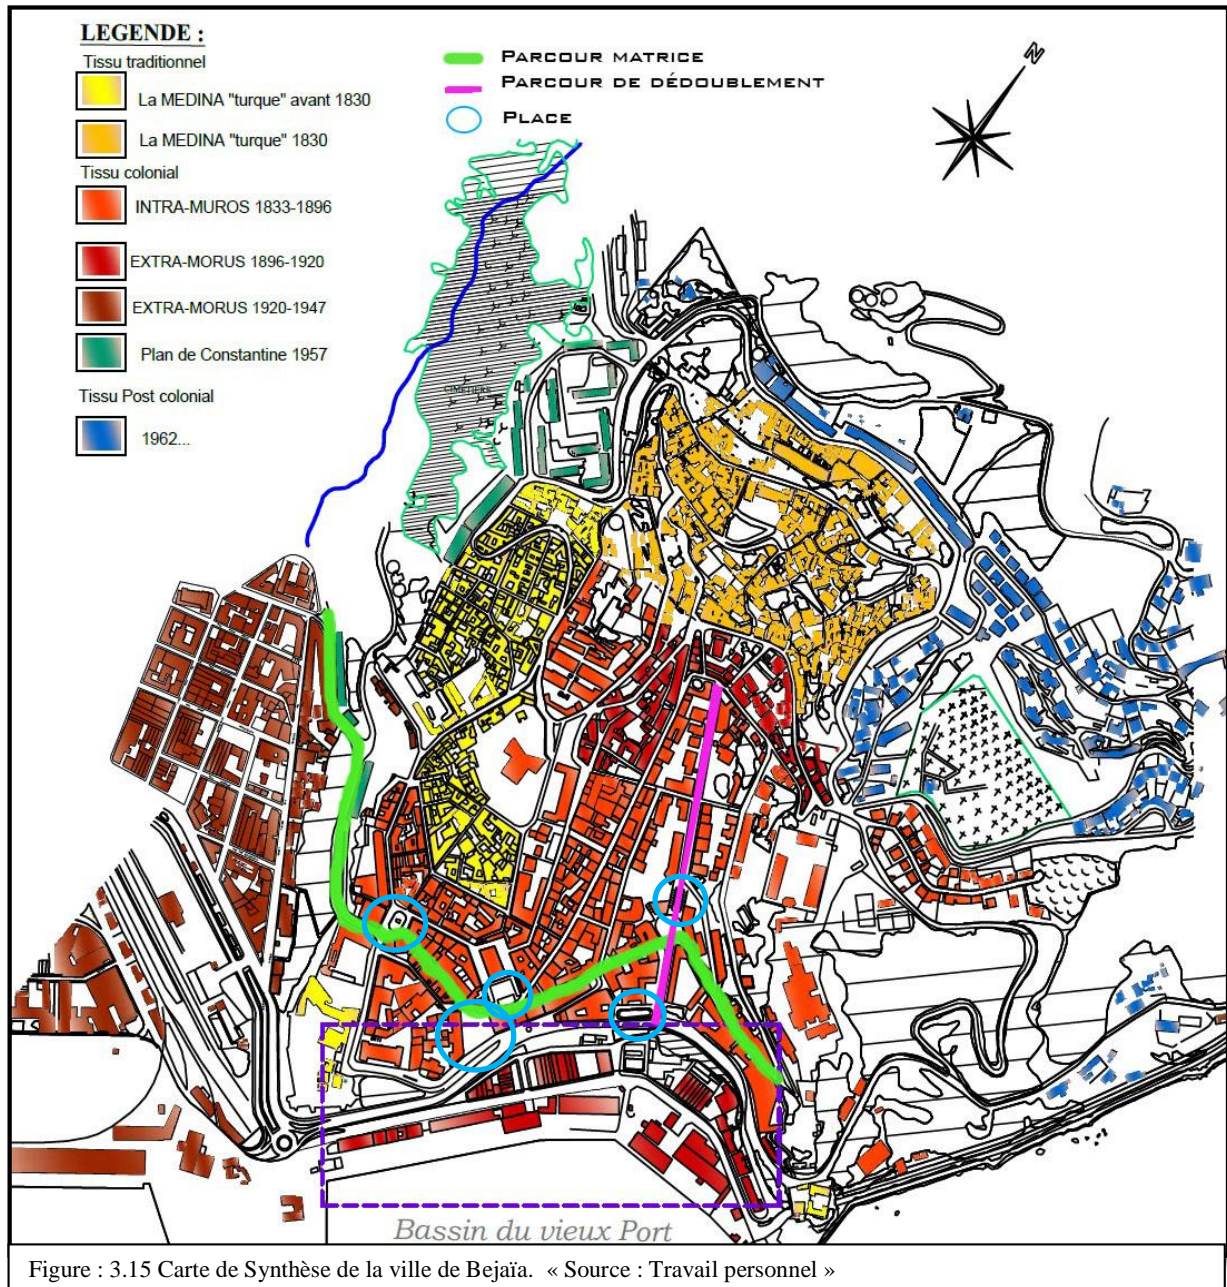 LEGENDE :
Tissu traditionnel
La MEDINA "turque" avant 1830
La MEDINA "turque" 1830
Tissu colonial
INTRA-MUROS 1833-1896
EXTRA-MORUS 1896-1920
EXTRA-MORUS 1920-1947
Plan de Constantine 1957
Tissu Post colonial
1962...
PARCOUR MATRICE
PARCOUR DE DÉDOUBLEMENT
PLACE
N
CIMETIERE
Bassin du vieux Port
Figure : 3.15 Carte de Synthèse de la ville de Bejaïa. « Source : Travail personnel »